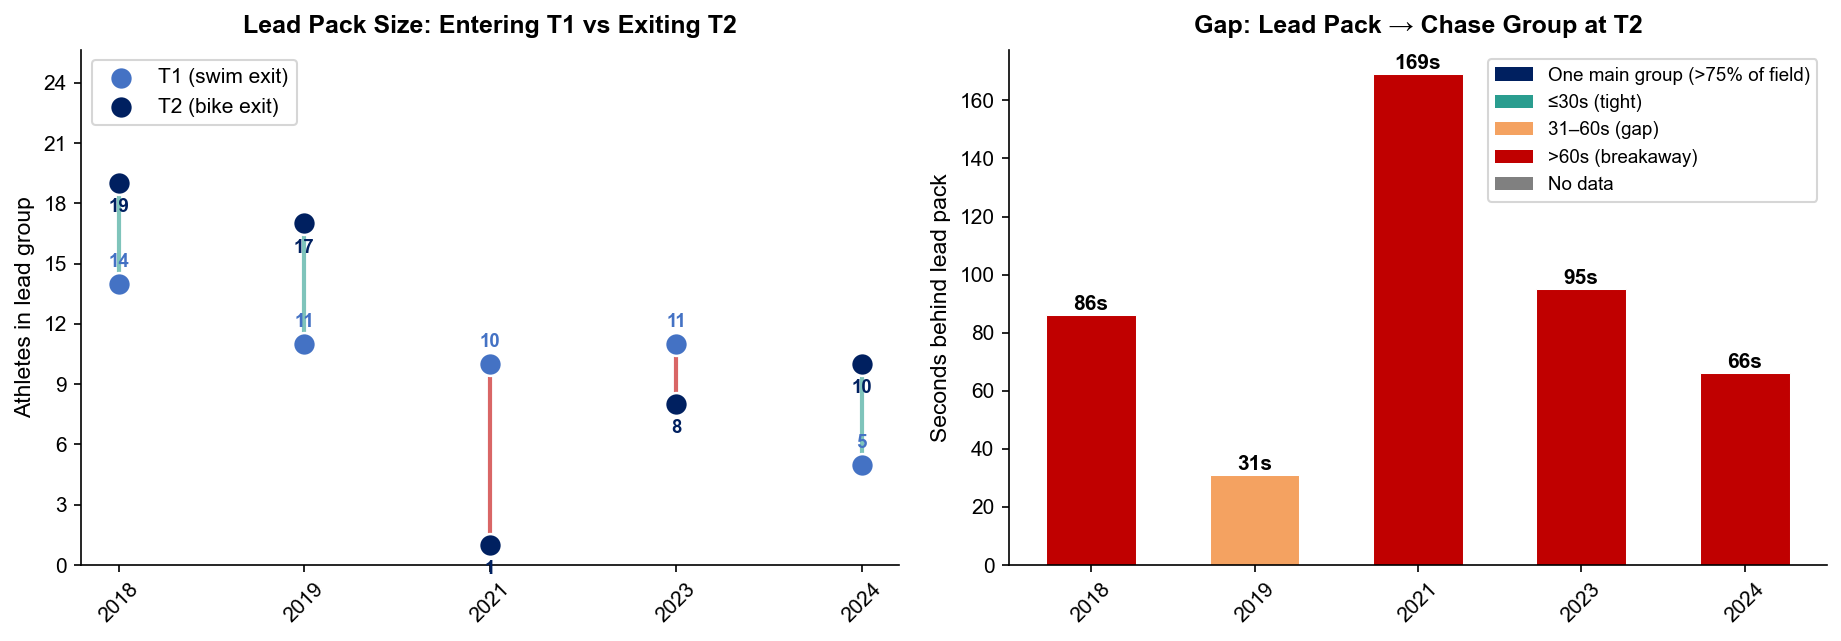 Lead Pack Size: Entering T1 vs Exiting T2
T1 (swim exit)
T2 (bike exit)
Athletes in lead group
24
21
18
15
12
9
6
3
0
19
14
17
11
10
1
11
8
10
5
2018
2019
2021
2023
2024
Gap: Lead Pack → Chase Group at T2
One main group (>75% of field)
≤30s (tight)
31–60s (gap)
>60s (breakaway)
No data
Seconds behind lead pack
160
140
120
100
80
60
40
20
0
86s
31s
169s
95s
66s
2018
2019
2021
2023
2024